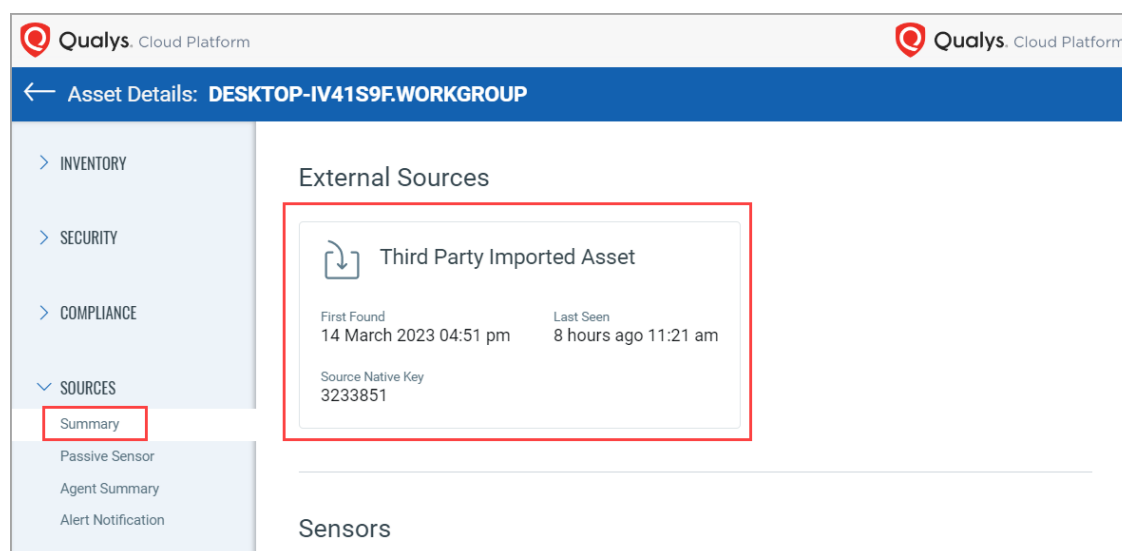 Qualys. Cloud Platform
Qualys. Cloud Platform
Asset Details: DESKTOP-IV41S9F.WORKGROUP
INVENTORY
SECURITY
COMPLIANCE
SOURCES
Summary
Passive Sensor
Agent Summary
Alert Notification
External Sources
Third Party Imported Asset
First Found
14 March 2023 04:51 pm
Last Seen
8 hours ago 11:21 am
Source Native Key
3233851
Sensors